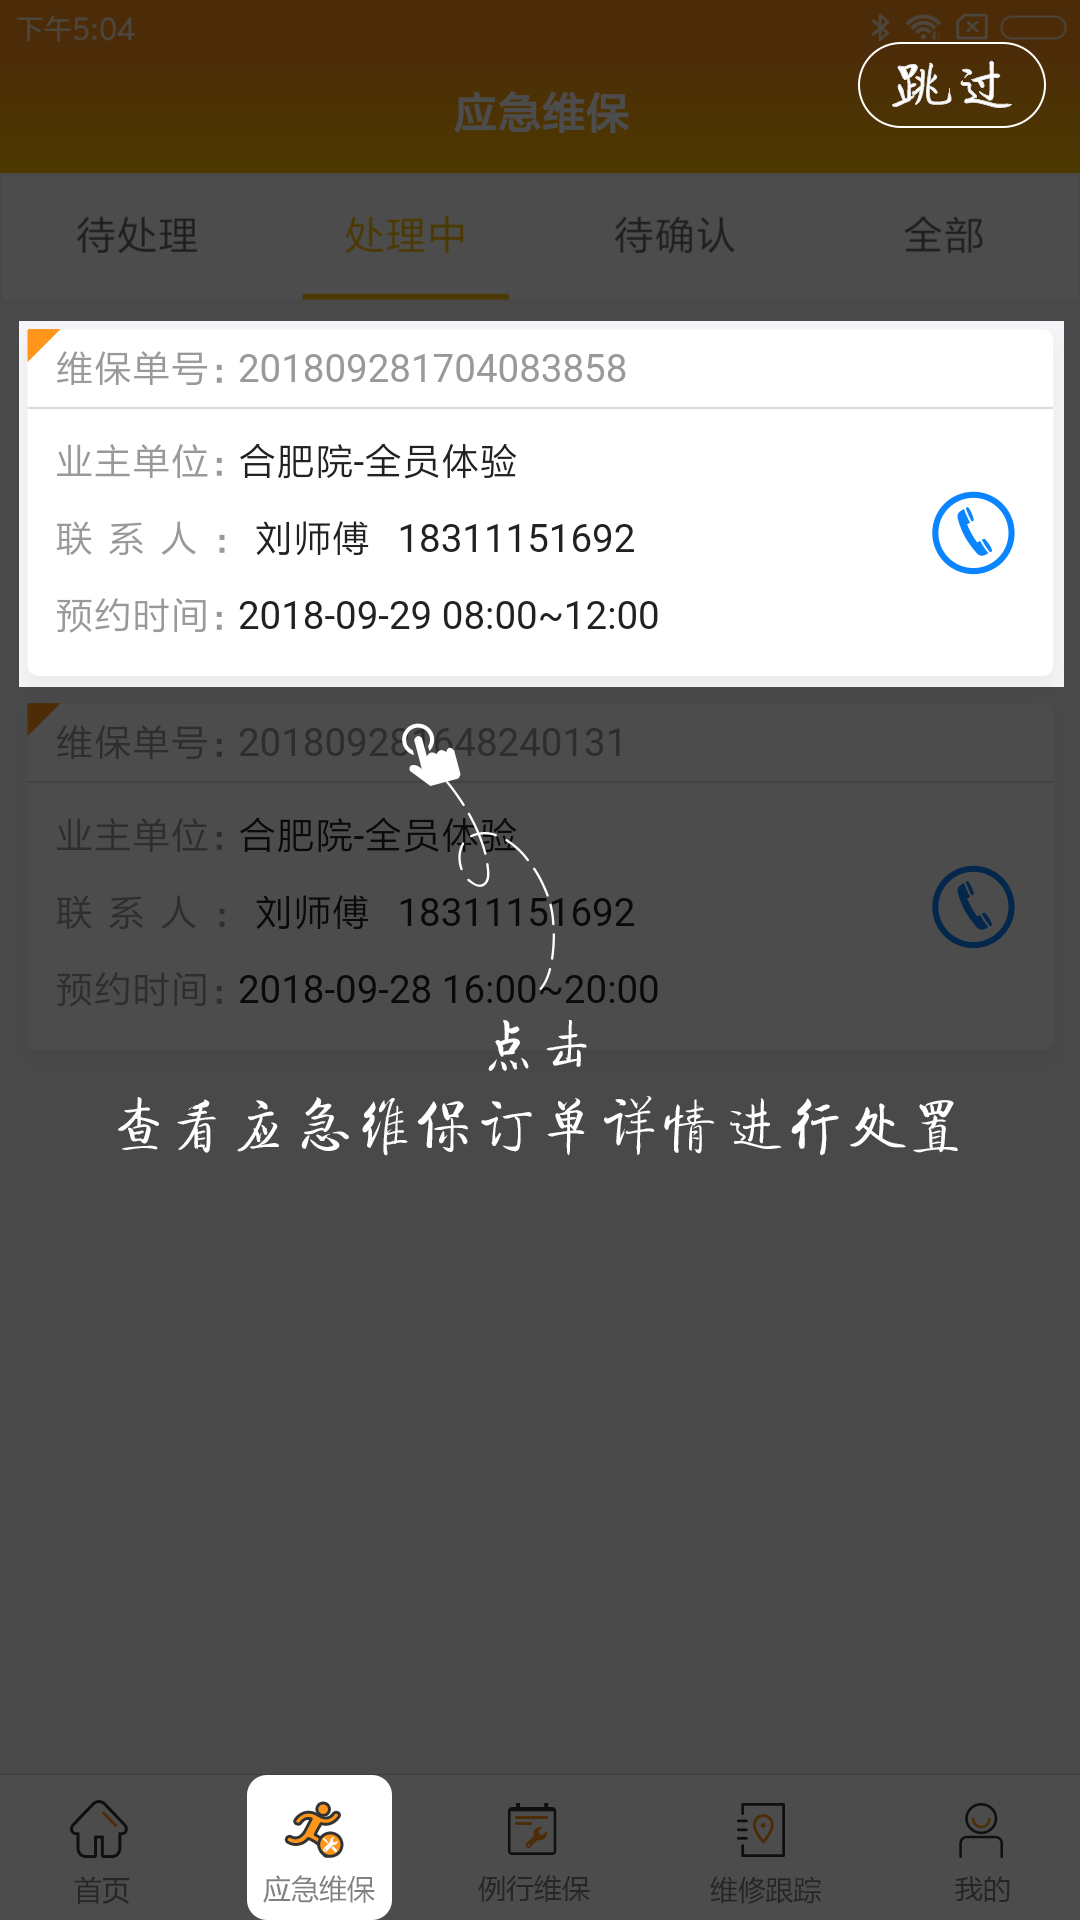 下午5:04
跳过
应急维保
待处理 处理中 待确认 全部
维保单号: 201809281704083858
业主单位: 合肥院-全员体验
联系人: 刘师傅 18311151692
预约时间: 2018-09-29 08:00~12:00
维保单号: 201809281648240131
业主单位: 合肥院-全员体验
联系人: 刘师傅 18311151692
预约时间: 2018-09-28 16:00~20:00
点击
查看应急维保订单详情进行处置
首页 应急维保 例行维保 维修跟踪 我的